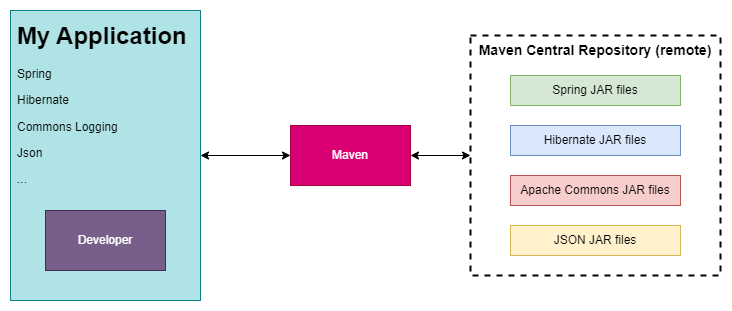 My Application
Spring
Hibernate
Commons Logging
Json
...
Developer
Maven
Maven Central Repository (remote)
Spring JAR files
Hibernate JAR files
Apache Commons JAR files
JSON JAR files